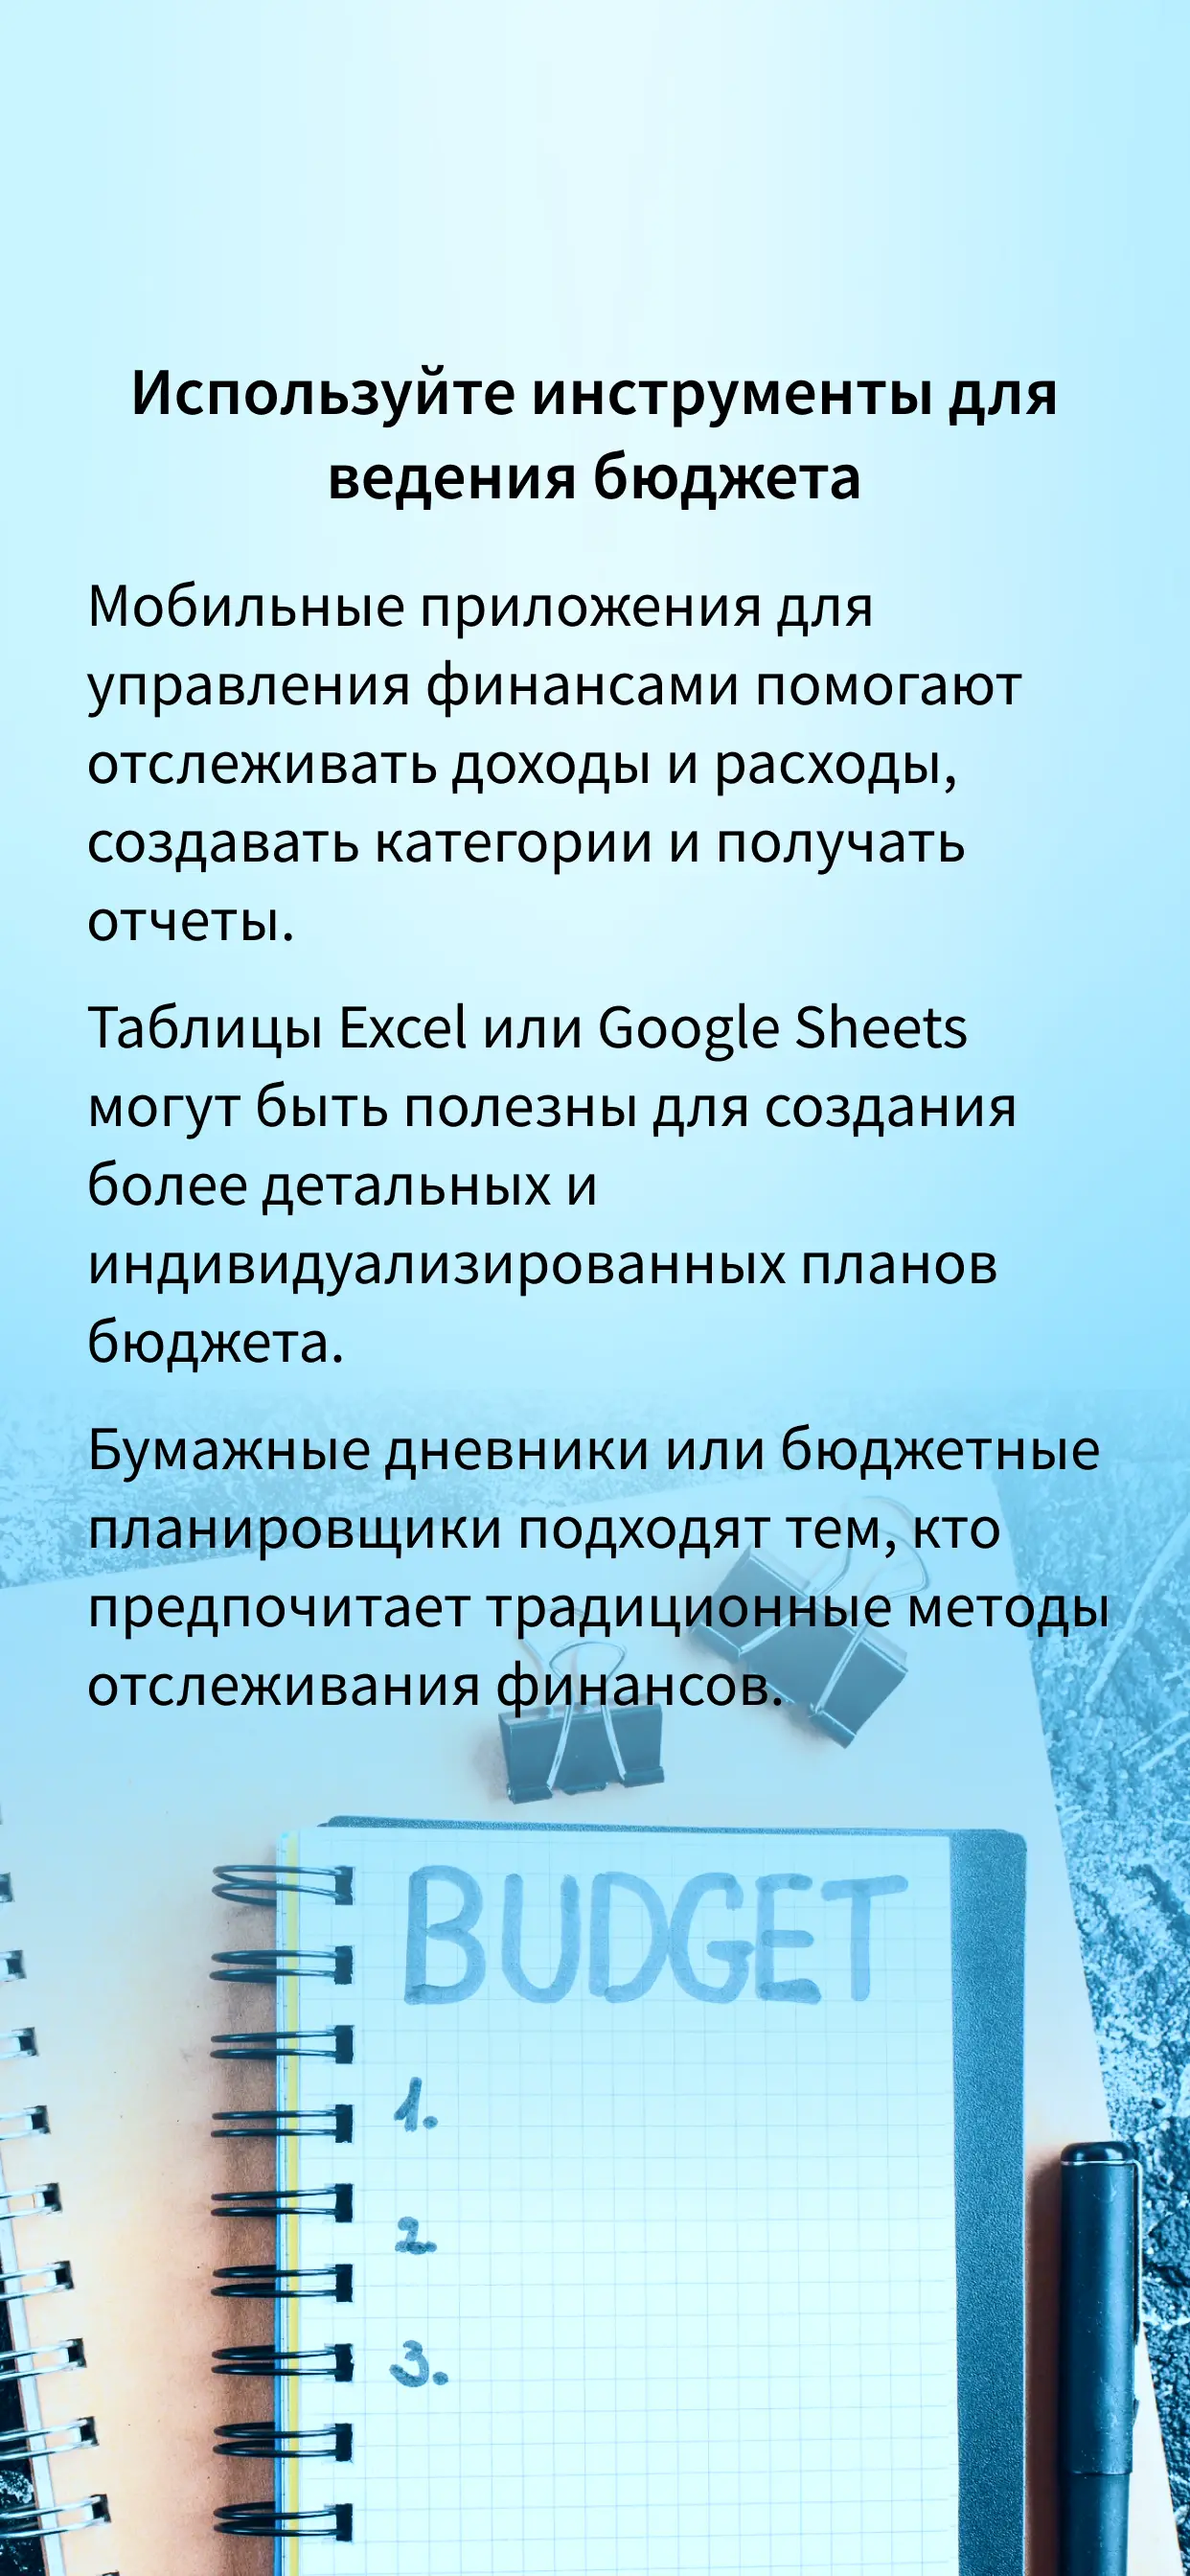 Используйте инструменты для
ведения бюджета
Мобильные приложения для
управления финансами помогают
отслеживать доходы и расходы,
создавать категории и получать
отчеты.
Таблицы Excel или Google Sheets
могут быть полезны для создания
более детальных и
индивидуализированных планов
бюджета.
Бумажные дневники или бюджетные
планировщики подходят тем, кто
предпочитает традиционные методы
отслеживания финансов.
BUDGET
1.
2.
3.